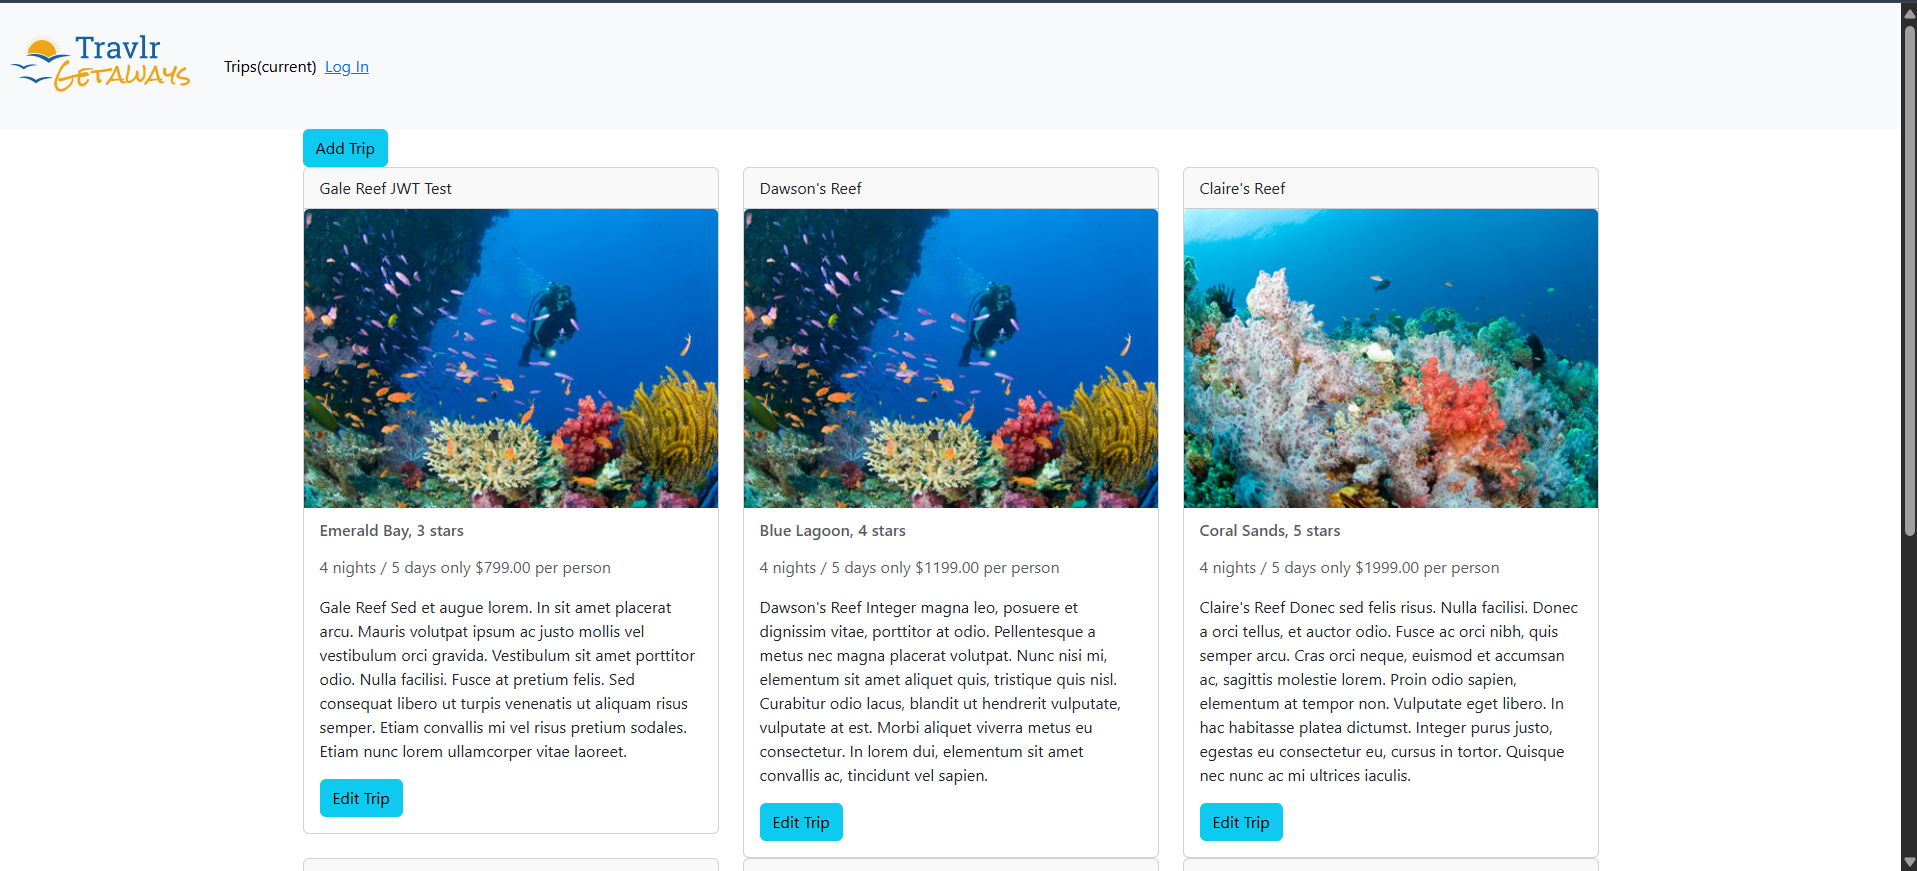 Travlr
Getaways
Trips(current) Log In
Add Trip
Gale Reef JWT Test
Emerald Bay, 3 stars
4 nights / 5 days only $799.00 per person
Gale Reef Sed et augue lorem. In sit amet placerat
arcu. Mauris volutpat ipsum ac justo mollis vel
vestibulum orci gravida. Vestibulum sit amet porttitor
odio. Nulla facilisi. Fusce at pretium felis. Sed
consequat libero ut turpis venenatis ut aliquam risus
semper. Etiam convallis mi vel risus pretium sodales.
Etiam nunc lorem ullamcorper vitae laoreet.
Edit Trip
Dawson's Reef
Blue Lagoon, 4 stars
4 nights / 5 days only $1199.00 per person
Dawson's Reef Integer magna leo, posuere et
dignissim vitae, porttitor at odio. Pellentesque a
metus nec magna placerat volutpat. Nunc nisi mi,
elementum sit amet aliquet quis, tristique quis nisl.
Curabitur odio lacus, blandit ut hendrerit vulputate,
vulputate at est. Morbi aliquet viverra metus eu
consectetur. In lorem dui, elementum sit amet
convallis ac, tincidunt vel sapien.
Edit Trip
Claire's Reef
Coral Sands, 5 stars
4 nights / 5 days only $1999.00 per person
Claire's Reef Donec sed felis risus. Nulla facilisi. Donec
a orci tellus, et auctor odio. Fusce ac orci nibh, quis
semper arcu. Cras orci neque, euismod et accumsan
ac, sagittis molestie lorem. Proin odio sapien,
elementum at tempor non. Vulputate eget libero. In
hac habitasse platea dictumst. Integer purus justo,
egestas eu consectetur eu, cursus in tortor. Quisque
nec nunc ac mi ultrices iaculis.
Edit Trip